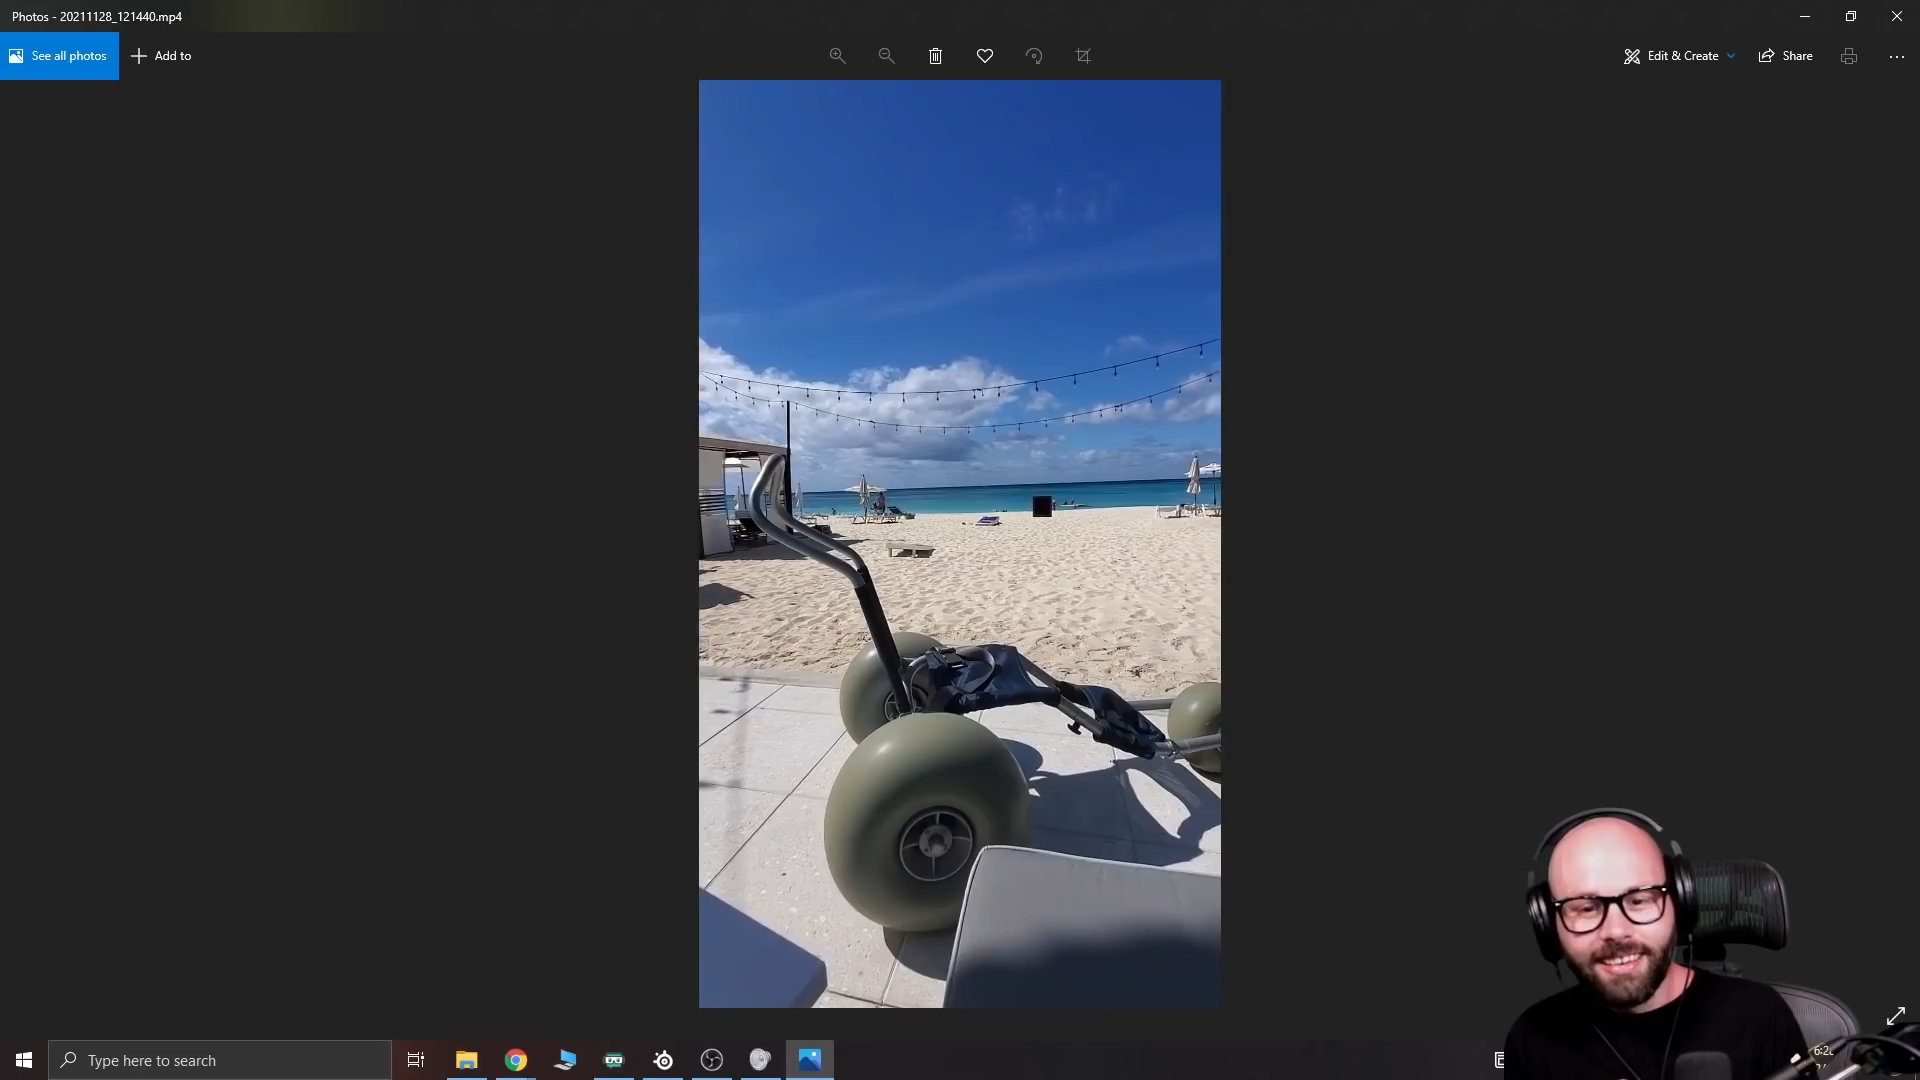 Photos - 20211128_121440.mp4
See all photos
Add to
Edit & Create
Share
Type here to search